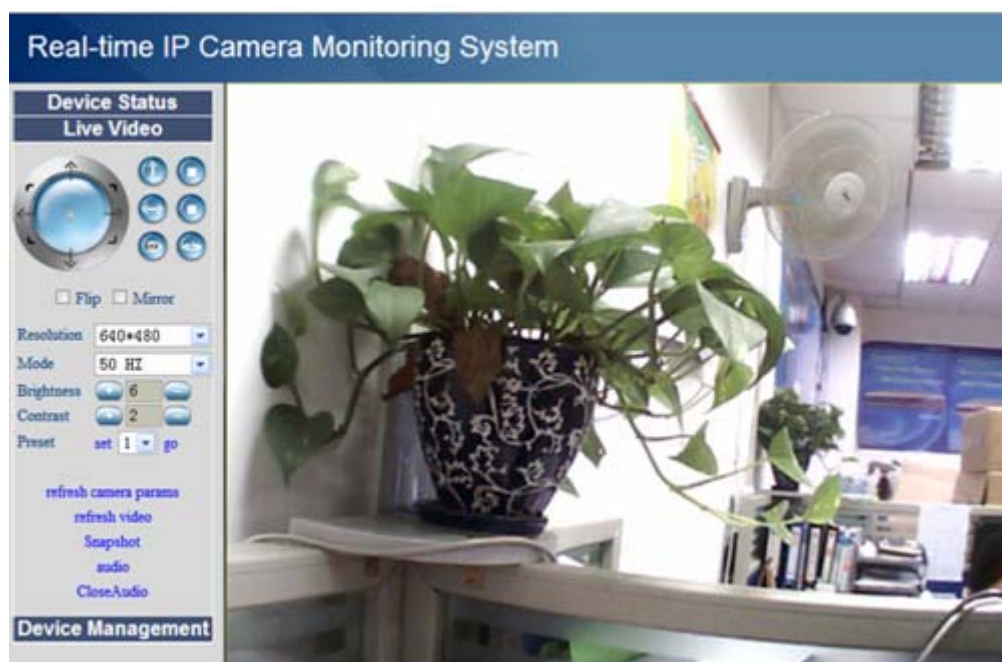 Real-time IP Camera Monitoring System
Device Status
Live Video
Flip Mirror
Resolution 640*480
Mode 50 HZ
Brightness 6
Contrast 2
Preset set 1 go
refresh camera params
refresh video
Snapshot
audio
CloseAudio
Device Management